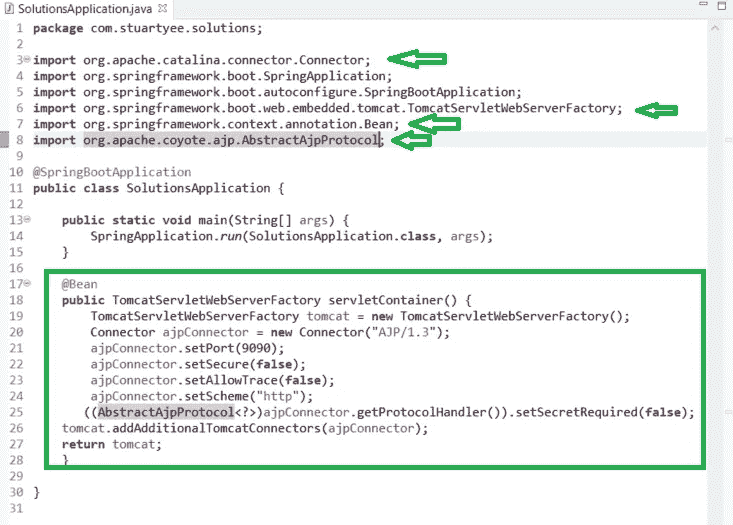 SolutionsApplication.java
1 package com.stuartyee.solutions;
2
3 import org.apache.catalina.connector.Connector;
4 import org.springframework.boot.SpringApplication;
5 import org.springframework.boot.autoconfigure.SpringBootApplication;
6 import org.springframework.boot.web.embedded.tomcat.TomcatServletWebServerFactory;
7 import org.springframework.context.annotation.Bean;
8 import org.apache.coyote.ajp.AbstractAjpProtocol;
9
10 @SpringBootApplication
11 public class SolutionsApplication {
12
13 public static void main(String[] args) {
14 SpringApplication.run(SolutionsApplication.class, args);
15 }
16
17 @Bean
18 public TomcatServletWebServerFactory servletContainer() {
19 TomcatServletWebServerFactory tomcat = new TomcatServletWebServerFactory();
20 Connector ajpConnector = new Connector("AJP/1.3");
21 ajpConnector.setPort(9090);
22 ajpConnector.setSecure(false);
23 ajpConnector.setAllowTrace(false);
24 ajpConnector.setScheme("http");
25 ((AbstractAjpProtocol<?>)ajpConnector.getProtocolHandler()).setSecretRequired(false);
26 tomcat.addAdditionalTomcatConnectors(ajpConnector);
27 return tomcat;
28 }
29
30 }
31